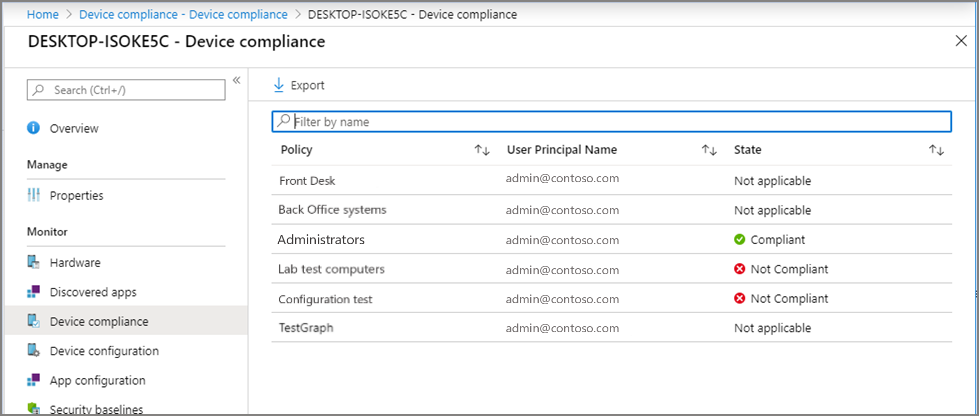 Home > Device compliance - Device compliance > DESKTOP-ISOKE5C - Device compliance
DESKTOP-ISOKE5C - Device compliance
Search (Ctrl+/)
Overview
Manage
Properties
Monitor
Hardware
Discovered apps
Device compliance
Device configuration
App configuration
Security baselines
Export
Filter by name
Policy User Principal Name State
Front Desk admin@contoso.com Not applicable
Back Office systems admin@contoso.com Not applicable
Administrators admin@contoso.com Compliant
Lab test computers admin@contoso.com Not Compliant
Configuration test admin@contoso.com Not Compliant
TestGraph admin@contoso.com Not applicable